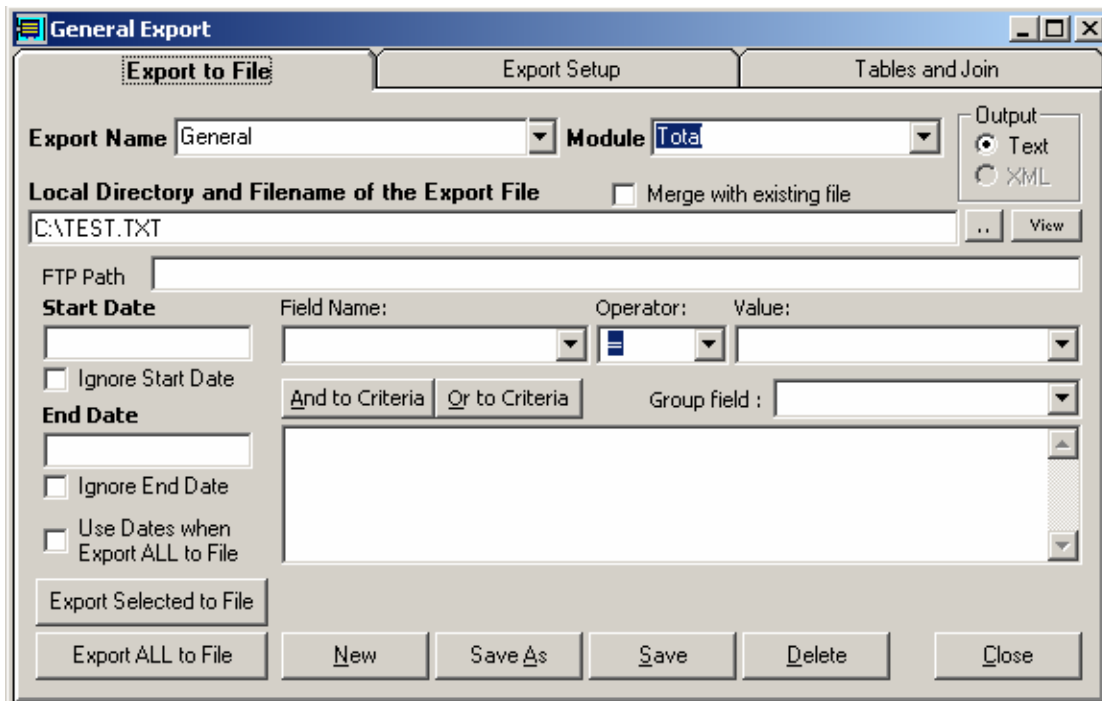 General Export
Export to File Export Setup Tables and Join
Export Name General Module Total Output
Text
XML
Local Directory and Filename of the Export File Merge with existing file
C:\TEST.TXT .. View
FTP Path
Start Date Field Name: Operator: Value:
=
Ignore Start Date
And to Criteria Or to Criteria Group field :
End Date
Ignore End Date
Use Dates when
Export ALL to File
Export Selected to File
Export ALL to File New Save As Save Delete Close